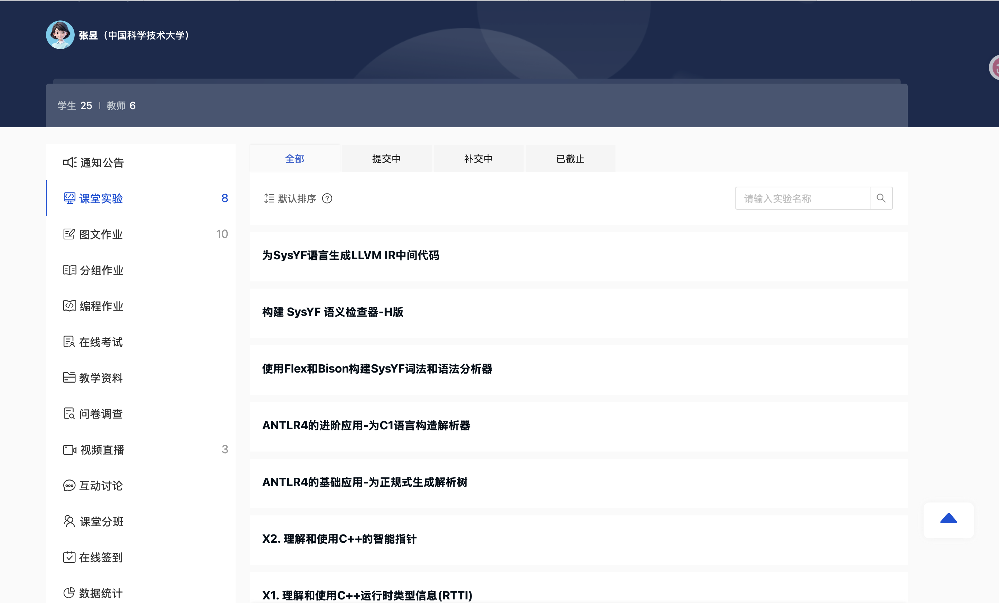 张昱（中国科学技术大学）
学生 25 | 教师 6
通知公告
课堂实验 8
图文作业 10
分组作业
编程作业
在线考试
教学资料
问卷调查
视频直播 3
互动讨论
课堂分班
在线签到
数据统计
全部 提交中 补交中 已截止
默认排序 ?
请输入实验名称
为SysYF语言生成LLVM IR中间代码
构建 SysYF 语义检查器-H版
使用Flex和Bison构建SysYF词法和语法分析器
ANTLR4的进阶应用-为C1语言构造解析器
ANTLR4的基础应用-为正规式生成解析树
X2. 理解和使用C++的智能指针
X1. 理解和使用C++运行时类型信息(RTTI)